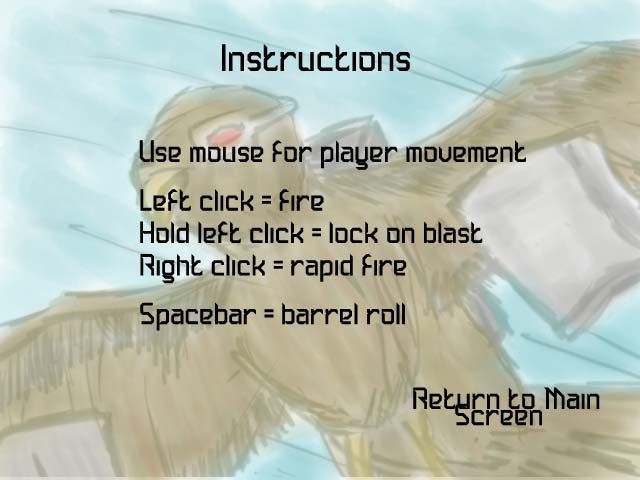 Instructions
Use mouse for player movement
Left click = fire
Hold left click = lock on blast
Right click = rapid fire
Spacebar = barrel roll
Return to Main
Screen